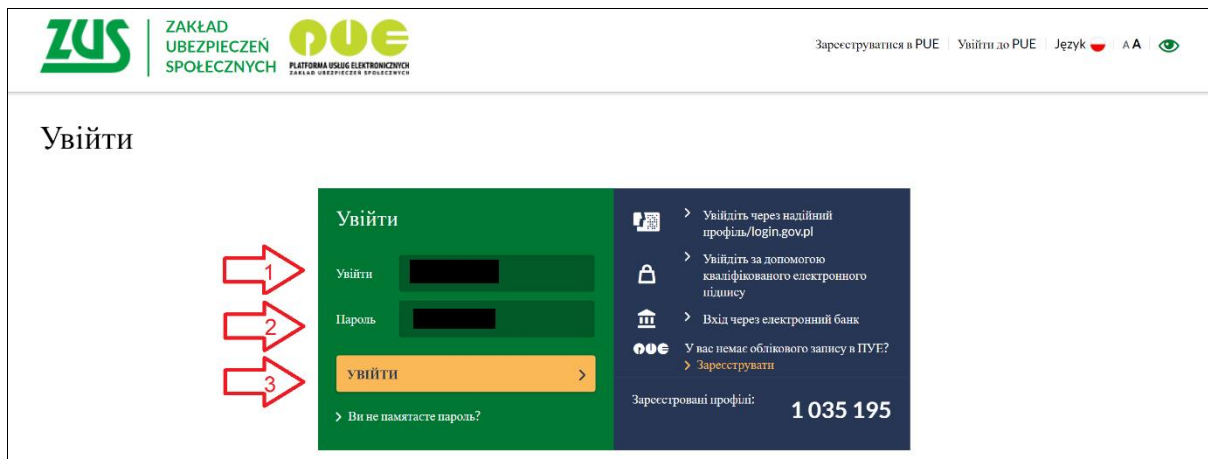 ZUS
ZAKŁAD
UBEZPIECZEŃ
SPOŁECZNYCH
PUE
PLATFORMA USŁUG ELEKTRONICZNYCH
ZAKŁAD UBEZPIECZEŃ SPOŁECZNYCH
Зареєструватися в PUE
Увійти до PUE
Język
A A
Увійти
Увійти
1
Увійти
2
Пароль
3
УВІЙТИ
Ви не памятаєте пароль?
Увійдіть через надійний
профіль/login.gov.pl
Увійдіть за допомогою
кваліфікованого електронного
підпису
Вхід через електронний банк
PUE
У вас немає облікового запису в ПУЕ?
Зареєструвати
Зареєстровані профілі:
1 035 195